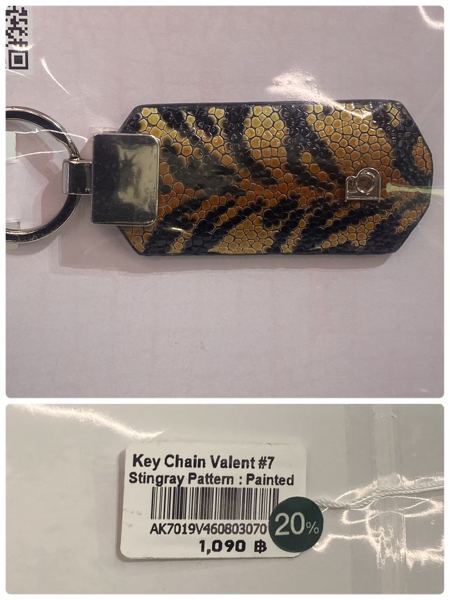 B
Key Chain Valent #7
Stingray Pattern : Painted
AK7019V460803070
20%
1,090 ฿